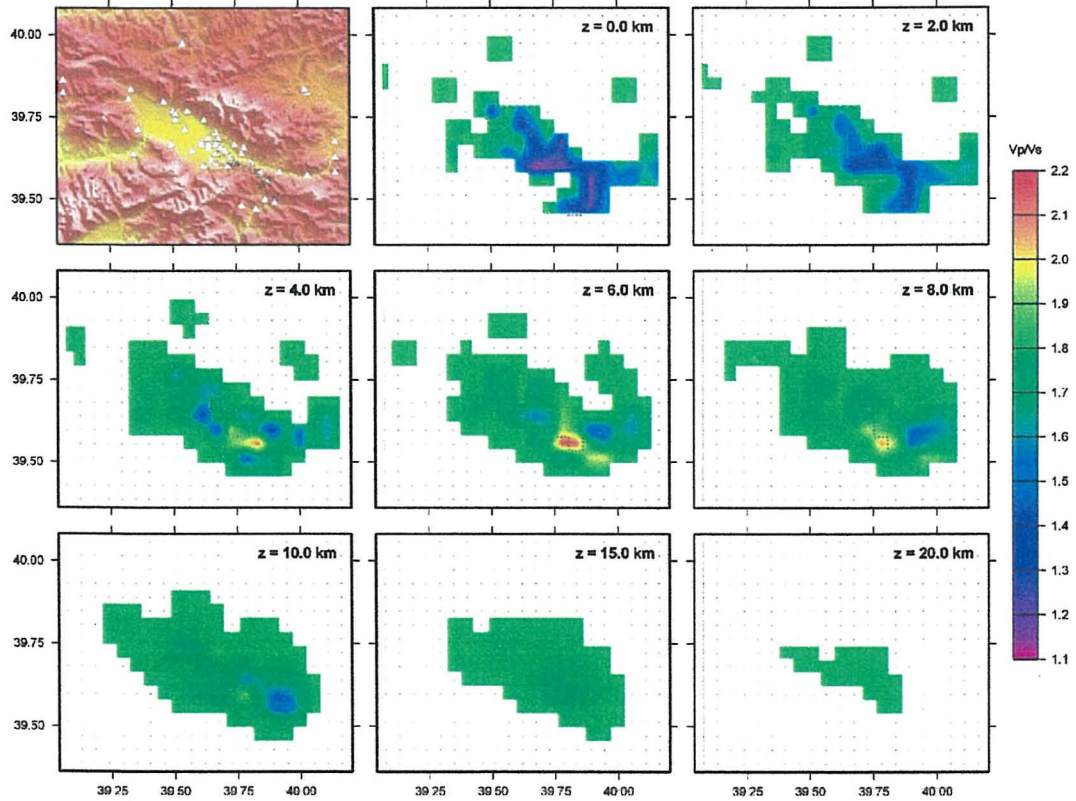 z = 0.0 km
z = 2.0 km
40.00
39.75
39.50
Vp/Vs
2.2
2.1
2.0
1.9
1.8
1.7
1.6
1.5
1.4
1.3
1.2
1.1
z = 4.0 km
z = 6.0 km
z = 8.0 km
40.00
39.75
39.50
z = 10.0 km
z = 15.0 km
z = 20.0 km
40.00
39.75
39.50
39 25 39 50 39.75 40.00
39 25 39 50 39.75 40 00
39 25 39 50 39.75 40 00